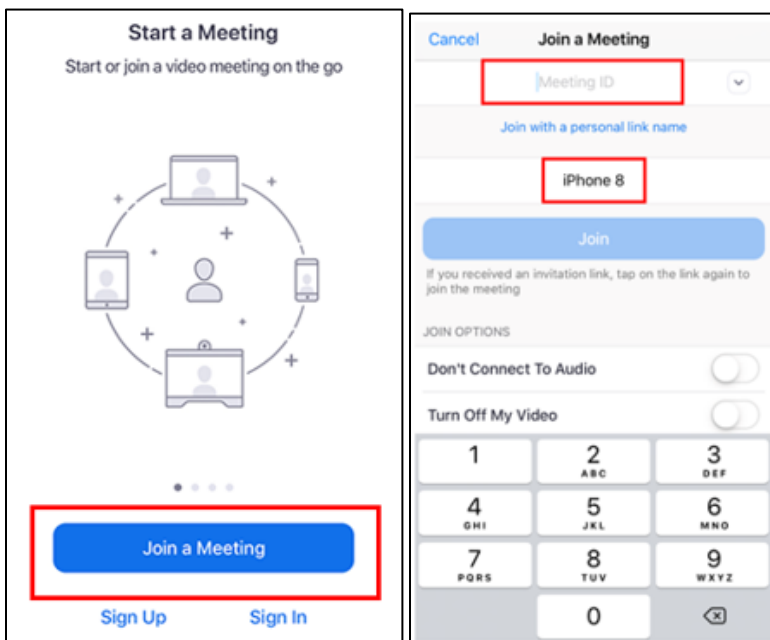 Start a Meeting
Start or join a video meeting on the go
Join a Meeting
Sign Up
Sign In
Cancel
Join a Meeting
Meeting ID
Join with a personal link name
iPhone 8
Join
If you received an invitation link, tap on the link again to
join the meeting
JOIN OPTIONS
Don't Connect To Audio
Turn Off My Video
1
2
3
ABC
DEF
4
5
6
GHI
JKL
MNO
7
8
9
PQRS
TUV
WXYZ
0